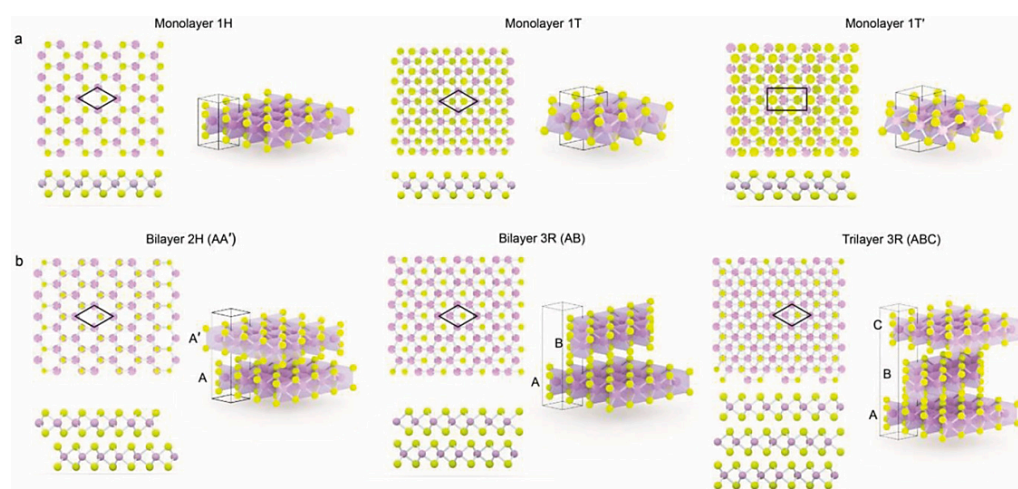 Monolayer 1H
Monolayer 1T
Monolayer 1T′
a
Bilayer 2H (AA′)
Bilayer 3R (AB)
Trilayer 3R (ABC)
b
A′
A
B
A
C
B
A